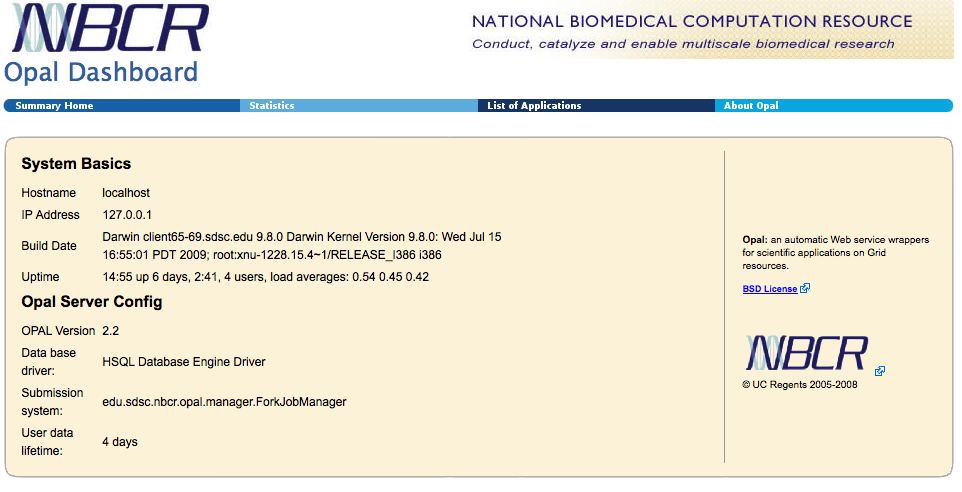 NBCR
NATIONAL BIOMEDICAL COMPUTATION RESOURCE
Conduct, catalyze and enable multiscale biomedical research
Opal Dashboard
Summary Home Statistics List of Applications About Opal
System Basics
Hostname localhost
IP Address 127.0.0.1
Build Date Darwin client65-69.sdsc.edu 9.8.0 Darwin Kernel Version 9.8.0: Wed Jul 15
16:55:01 PDT 2009; root:xnu-1228.15.4~1/RELEASE_I386 i386
Uptime 14:55 up 6 days, 2:41, 4 users, load averages: 0.54 0.45 0.42
Opal Server Config
OPAL Version 2.2
Data base
driver: HSQL Database Engine Driver
Submission
system: edu.sdsc.nbcr.opal.manager.ForkJobManager
User data
lifetime: 4 days
Opal: an automatic Web service wrappers
for scientific applications on Grid
resources.
BSD License
NBCR
© UC Regents 2005-2008